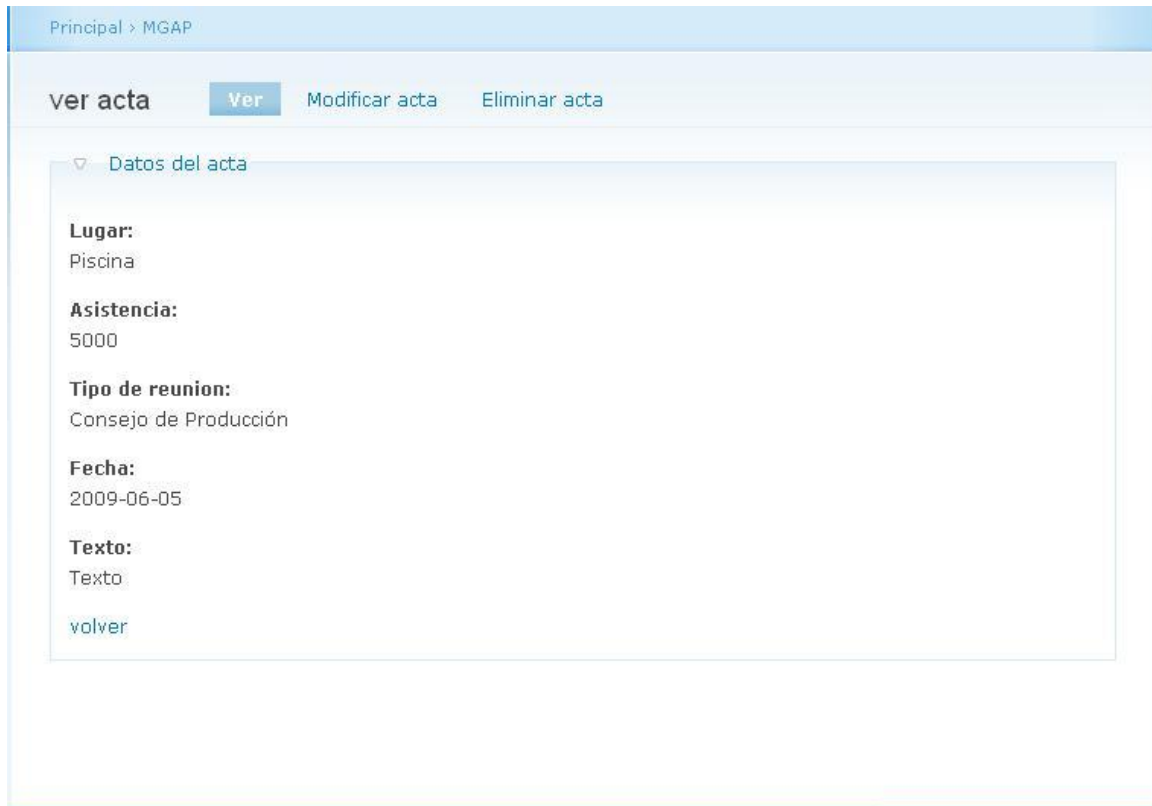 Principal › MGAP
ver acta Ver Modificar acta Eliminar acta
Datos del acta
Lugar:
Piscina
Asistencia:
5000
Tipo de reunion:
Consejo de Producción
Fecha:
2009-06-05
Texto:
Texto
volver